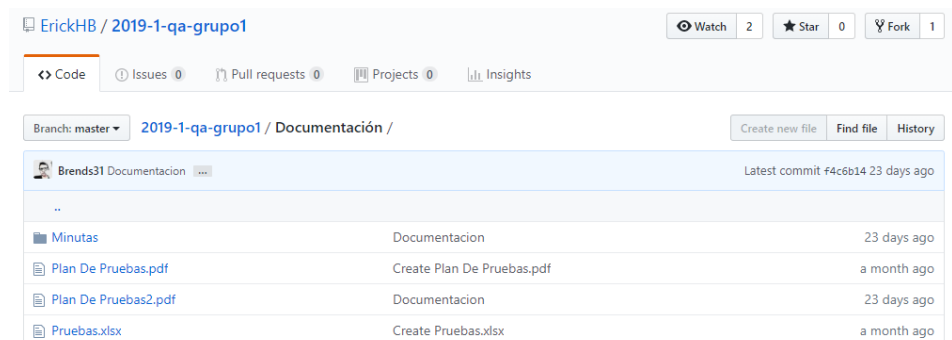 ErickHB / 2019-1-qa-grupo1 Watch 2 Star 0 Fork 1
<> Code Issues 0 Pull requests 0 Projects 0 Insights
Branch: master 2019-1-qa-grupo1 / Documentación / Create new file Find file History
Brends31 Documentacion ... Latest commit f4c6b14 23 days ago
..
Minutas Documentacion 23 days ago
Plan De Pruebas.pdf Create Plan De Pruebas.pdf a month ago
Plan De Pruebas2.pdf Documentacion 23 days ago
Pruebas.xlsx Create Pruebas.xlsx a month ago